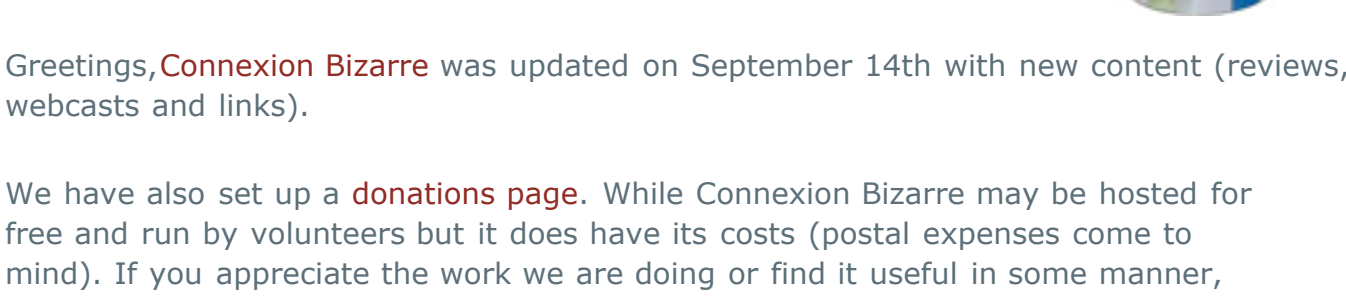 Greetings,Connexion Bizarre was updated on September 14th with new content (reviews,
webcasts and links).
We have also set up a donations page. While Connexion Bizarre may be hosted for
free and run by volunteers but it does have its costs (postal expenses come to
mind). If you appreciate the work we are doing or find it useful in some manner,